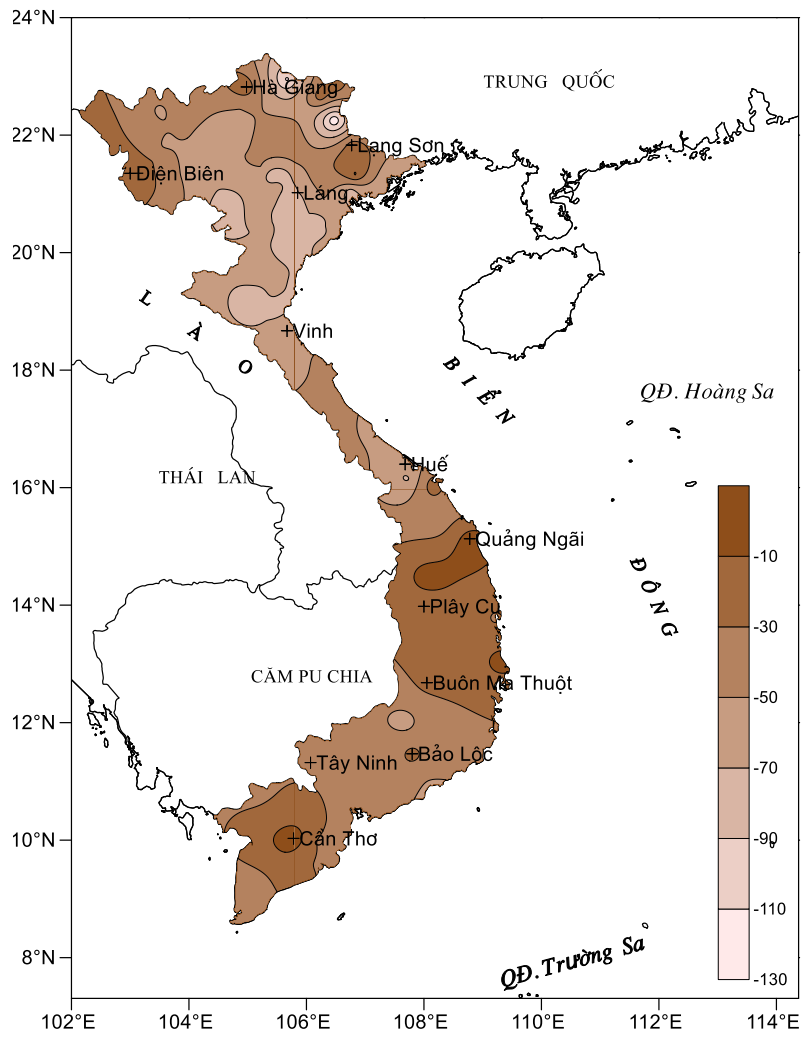 24°N
TRUNG QUỐC
Hà Giang
22°N
Lạng Sơn
Điện Biên
Láng
20°N
LÀO
Vinh
18°N
BIỂN
QĐ. Hoàng Sa
Huế
THÁI LAN
16°N
Quảng Ngãi
-10
ĐÔNG
14°N
Plây Cu
-30
CĂM PU CHIA
Buôn Ma Thuột
-50
12°N
Bảo Lộc
Tây Ninh
-70
10°N
Cần Thơ
-90
-110
8°N
QĐ. Trường Sa
-130
102°E 104°E 106°E 108°E 110°E 112°E 114°E